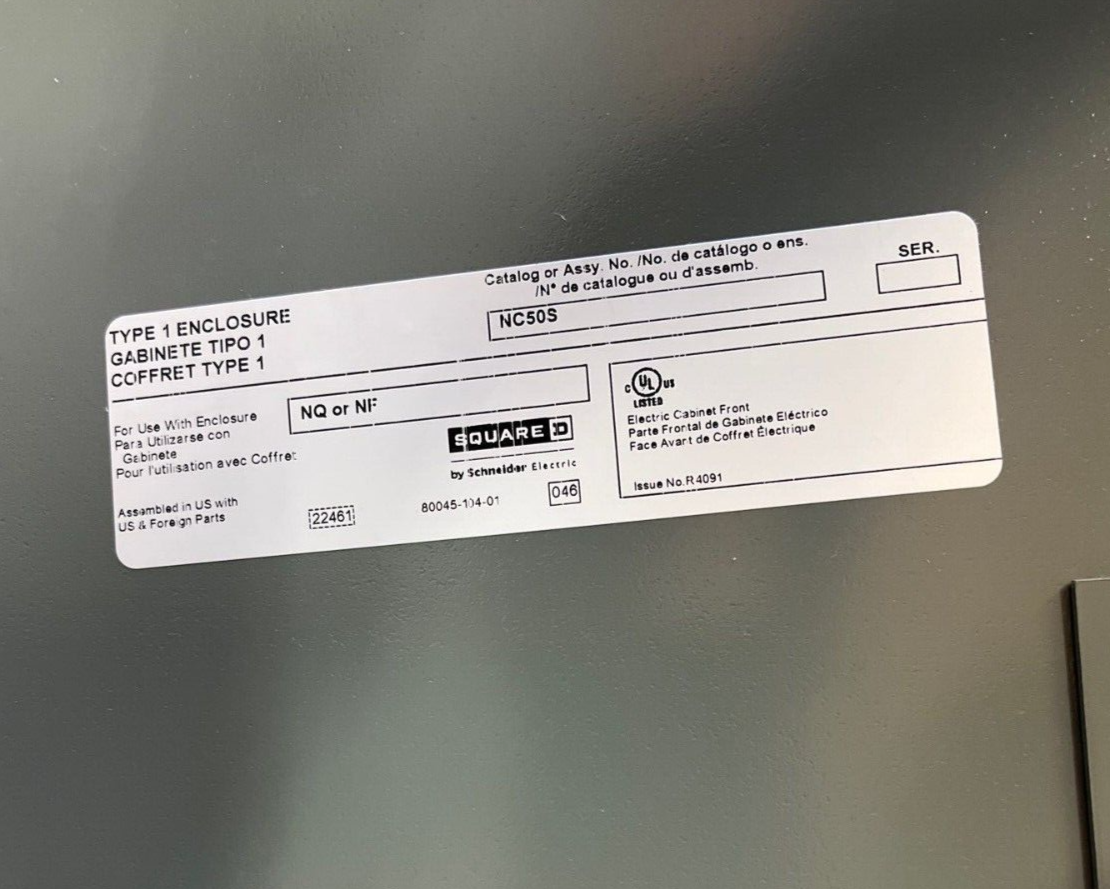 TYPE 1 ENCLOSURE
GABINETE TIPO 1
COFFRET TYPE 1
Catalog or Assy. No. /No. de catálogo o ens.
/N° de catalogue ou d'assemb.
NC50S
SER.
For Use With Enclosure
Para Utilizarse con
Gabinete
Pour l'utilisation avec Coffret
NQ or NF
SQUARE D
by Schneider Electric
Assembled in US with
US & Foreign Parts
22461
80045-104-01
046
C UL US
LISTED
Electric Cabinet Front
Parte Frontal de Gabinete Eléctrico
Face Avart de Coffret Électrique
Issue No.R4091